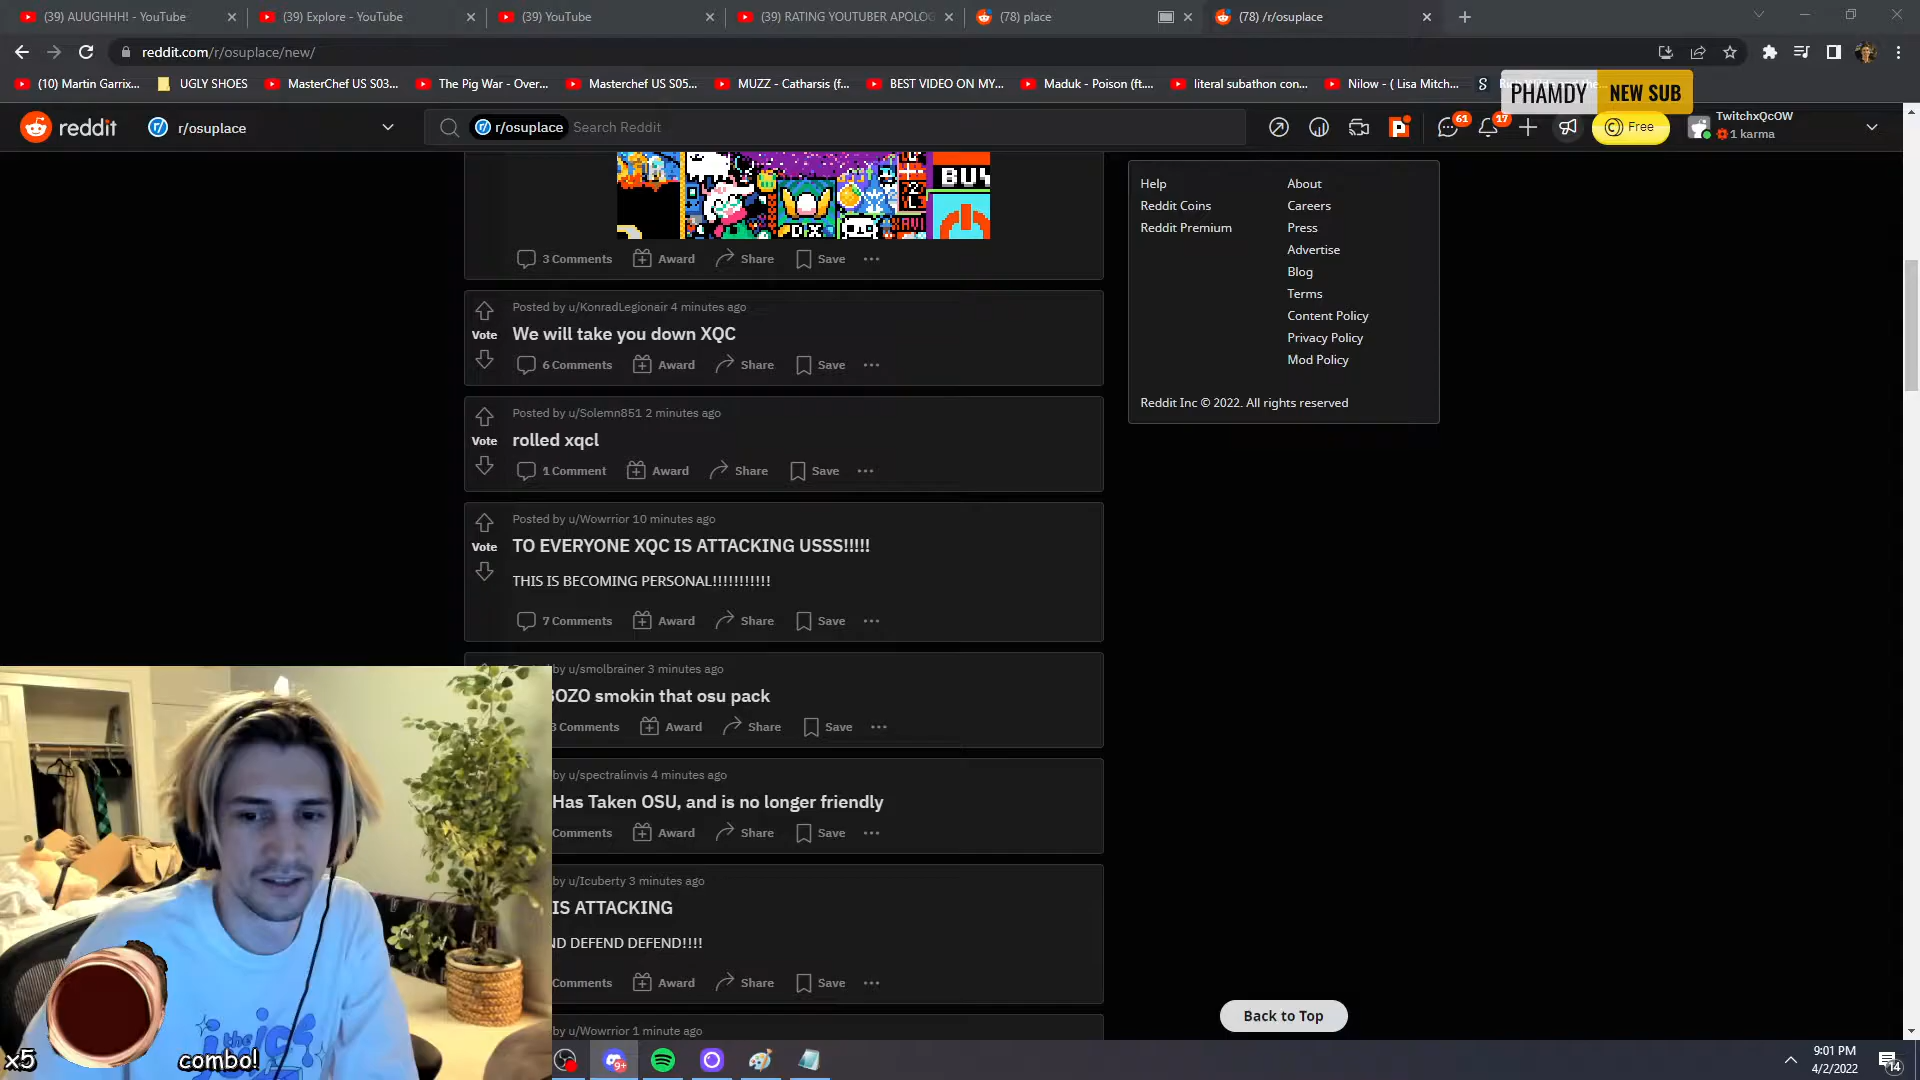 (39) AUUGHHH! - YouTube
(39) Explore - YouTube
(39) YouTube
(39) RATING YOUTUBER APOLOG
(78) place
(78) /r/osuplace
reddit.com/r/osuplace/new/
(10) Martin Garrix...
UGLY SHOES
MasterChef US S03...
The Pig War - Over...
Masterchef US S05...
MUZZ - Catharsis (f...
BEST VIDEO ON MY...
Maduk - Poison (ft...
literal subathon con...
Nilow - ( Lisa Mitch...
PHAMDY
NEW SUB
reddit
r/osuplace
r/osuplace
Search Reddit
61
17
Free
TwitchxQcOW
1 karma
BUY
3 Comments
Award
Share
Save
Posted by u/KonradLegionair 4 minutes ago
Vote
We will take you down XQC
6 Comments
Award
Share
Save
Posted by u/Solemn851 2 minutes ago
Vote
rolled xqcl
1 Comment
Award
Share
Save
Posted by u/Wowrrior 10 minutes ago
Vote
TO EVERYONE XQC IS ATTACKING USSS!!!!!
THIS IS BECOMING PERSONAL!!!!!!!!!!!
7 Comments
Award
Share
Save
by u/smolbrainer 3 minutes ago
BOZO smokin that osu pack
3 Comments
Award
Share
Save
by u/spectralinvis 4 minutes ago
Has Taken OSU, and is no longer friendly
Comments
Award
Share
Save
by u/Icuberty 3 minutes ago
IS ATTACKING
ND DEFEND DEFEND!!!!
Comments
Award
Share
Save
by u/Wowrrior 1 minute ago
Help
Reddit Coins
Reddit Premium
About
Careers
Press
Advertise
Blog
Terms
Content Policy
Privacy Policy
Mod Policy
Reddit Inc © 2022. All rights reserved
Back to Top
x5
combo!
9+
9:01 PM
4/2/2022
14